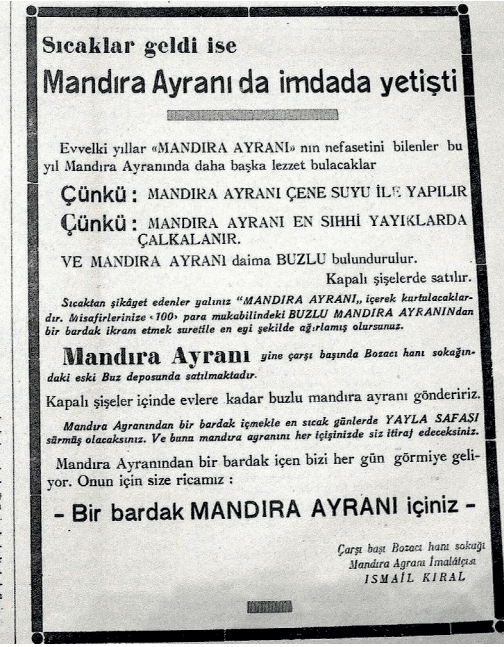 Sıcaklar geldi ise
Mandıra Ayranı da imdada yetişti
Evvelki yıllar «MANDIRA AYRANI» nın nefasetini bilenler bu
yıl Mandıra Ayranında daha başka lezzet bulacaklar
Çünkü : MANDIRA AYRANI ÇENE SUYU İLE YAPILIR
Çünkü : MANDIRA AYRANI EN SIHHİ YAYIKLARDA
ÇALKALANIR.
VE MANDIRA AYRANI daima BUZLU bulundurulur.
Kapalı şişelerde satılır.
Sıcaktan şikâyet edenler yalınız “MANDIRA AYRANI„ içerek kurtulacaklar-
dır. Misafirlerinize ‹100› para mukabilindeki BUZLU MANDIRA AYRANINdan
bir bardak ikram etmek suretile en eyi şekilde ağırlamış olursunuz.
Mandıra Ayranı yine çarşı başında Bozacı hanı sokağın-
daki eski Buz deposunda satılmaktadır.
Kapalı şişeler içinde evlere kadar buzlu mandıra ayranı göndeririz.
Mandıra Ayranından bir bardak içmekle en sıcak günlerde YAYLA SAFASI
sürmüş olacaksınız. Ve buna mandıra ayranını her içişinizde siz itiraf edeceksiniz.
Mandıra Ayranından bir bardak içen bizi her gün görmiye geli-
yor. Onun için size ricamız :
- Bir bardak MANDIRA AYRANI içiniz -
Çarşı başı Bozacı hanı sokağı
Mandıra Ayranı İmalâtçısı
ISMAİL KIRAL